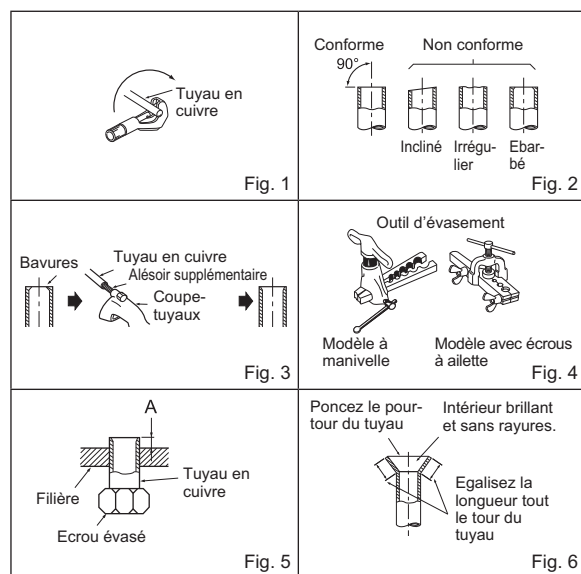 Tuyau en
cuivre
Fig. 1
Conforme
Non conforme
90°
Incliné
Irrégu-
lier
Ebar-
bé
Fig. 2
Bavures
Tuyau en cuivre
Alésoir supplémentaire
Coupe-
tuyaux
Fig. 3
Outil d'évasement
Modèle à
manivelle
Modèle avec écrous
à ailette
Fig. 4
A
Filière
Tuyau en
cuivre
Ecrou évasé
Fig. 5
Poncez le pour-
tour du tuyau
Intérieur brillant
et sans rayures.
Egalisez la
longueur tout
le tour du
tuyau
Fig. 6